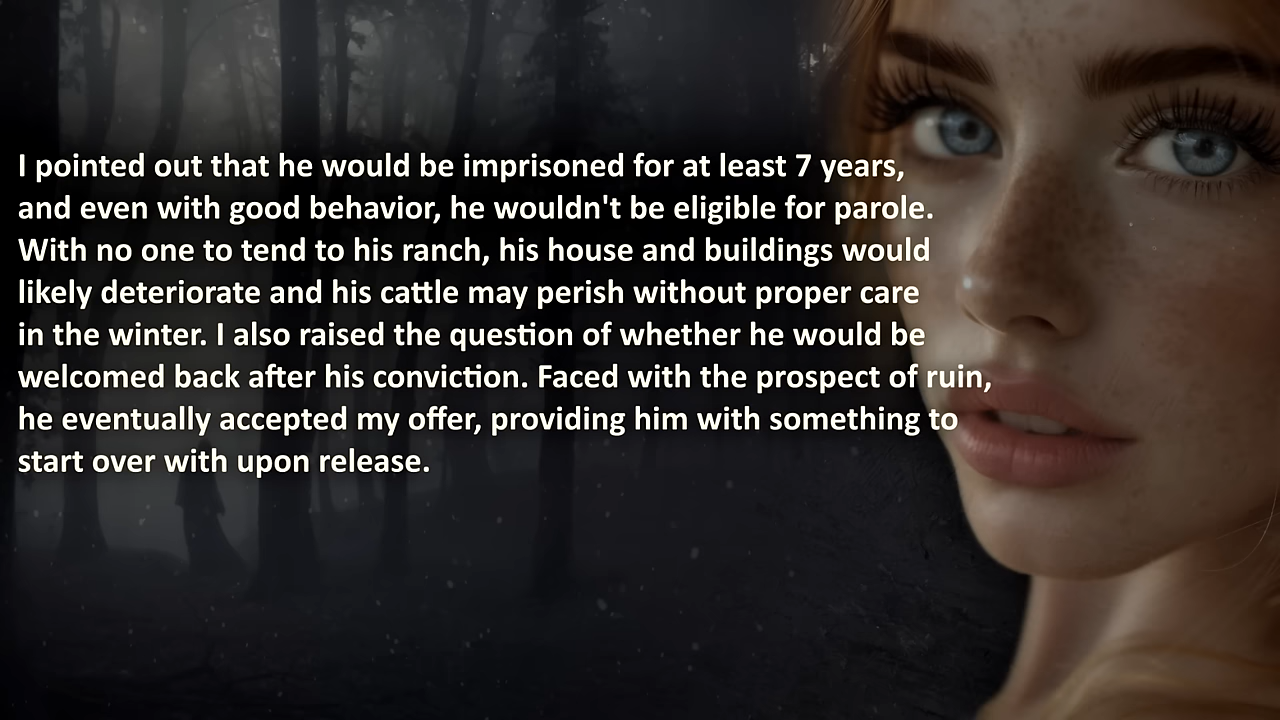 I pointed out that he would be imprisoned for at least 7 years,
and even with good behavior, he wouldn't be eligible for parole.
With no one to tend to his ranch, his house and buildings would
likely deteriorate and his cattle may perish without proper care
in the winter. I also raised the question of whether he would be
welcomed back after his conviction. Faced with the prospect of ruin,
he eventually accepted my offer, providing him with something to
start over with upon release.